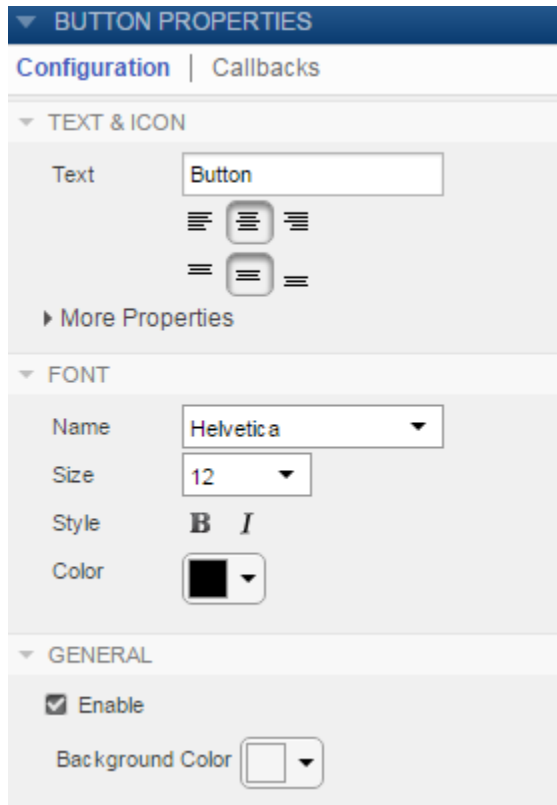 BUTTON PROPERTIES
Configuration | Callbacks
TEXT & ICON
Text Button
More Properties
FONT
Name Helvetica
Size 12
Style B I
Color
GENERAL
Enable
Background Color